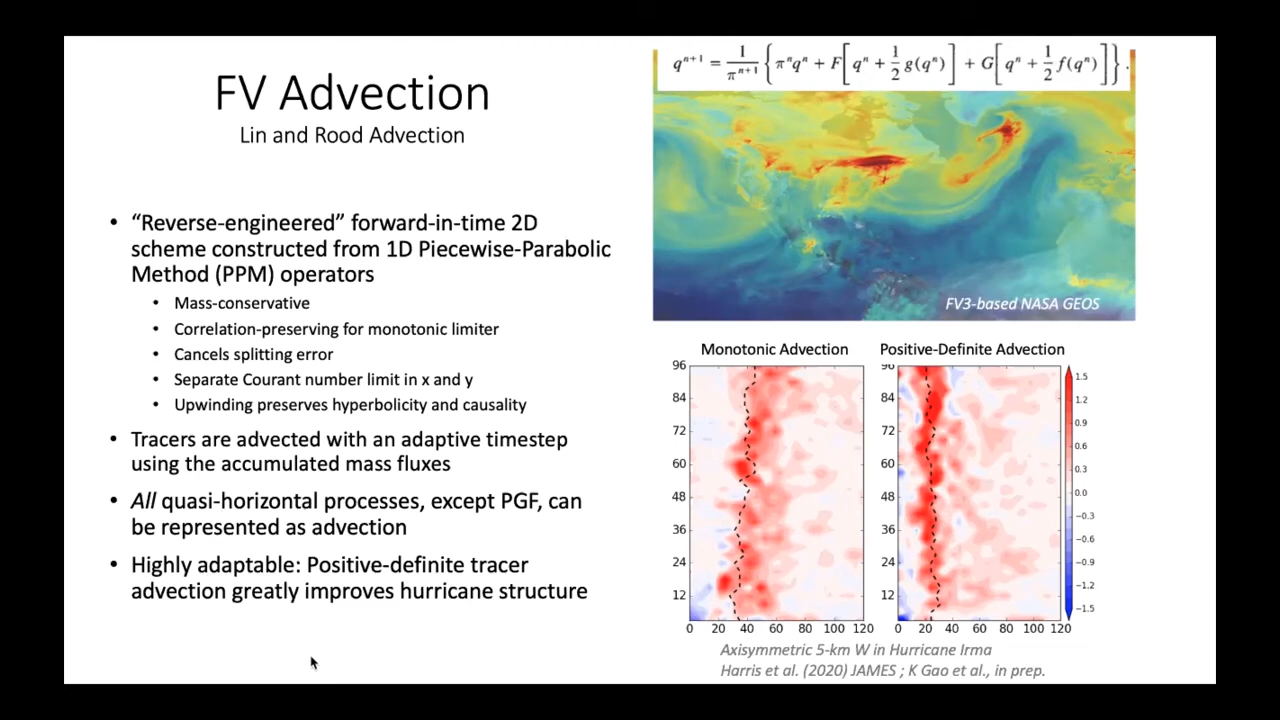 FV Advection
Lin and Rood Advection
• “Reverse-engineered” forward-in-time 2D
scheme constructed from 1D Piecewise-Parabolic
Method (PPM) operators
• Mass-conservative
• Correlation-preserving for monotonic limiter
• Cancels splitting error
• Separate Courant number limit in x and y
• Upwinding preserves hyperbolicity and causality
• Tracers are advected with an adaptive timestep
using the accumulated mass fluxes
• All quasi-horizontal processes, except PGF, can
be represented as advection
• Highly adaptable: Positive-definite tracer
advection greatly improves hurricane structure
qⁿ⁺¹ = 1/πⁿ⁺¹ { πⁿqⁿ + F[ qⁿ + 1/2 g(qⁿ) ] + G[ qⁿ + 1/2 f(qⁿ) ] } .
FV3-based NASA GEOS
Monotonic Advection
96
84
72
60
48
36
24
12
0 20 40 60 80 100 120
Positive-Definite Advection
96
84
72
60
48
36
24
12
0 20 40 60 80 100 120
1.5
1.2
0.9
0.6
0.3
0.0
−0.3
−0.6
−0.9
−1.2
−1.5
Axisymmetric 5-km W in Hurricane Irma
Harris et al. (2020) JAMES ; K Gao et al., in prep.